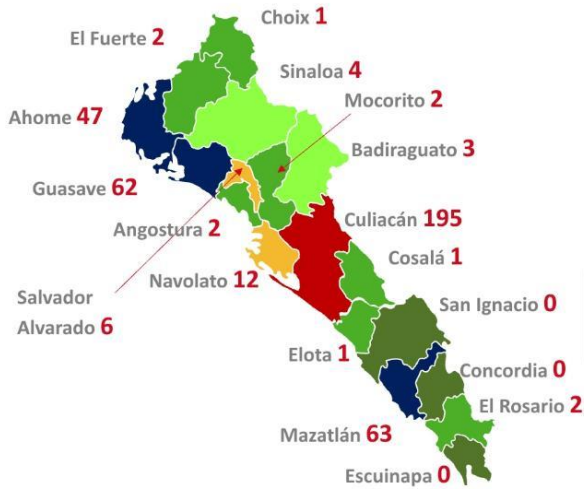 Choix 1
El Fuerte 2
Sinaloa 4
Mocorito 2
Ahome 47
Badiraguato 3
Guasave 62
Culiacán 195
Angostura 2
Cosalá 1
Navolato 12
Salvador
Alvarado 6
San Ignacio 0
Elota 1
Concordia 0
El Rosario 2
Mazatlán 63
Escuinapa 0